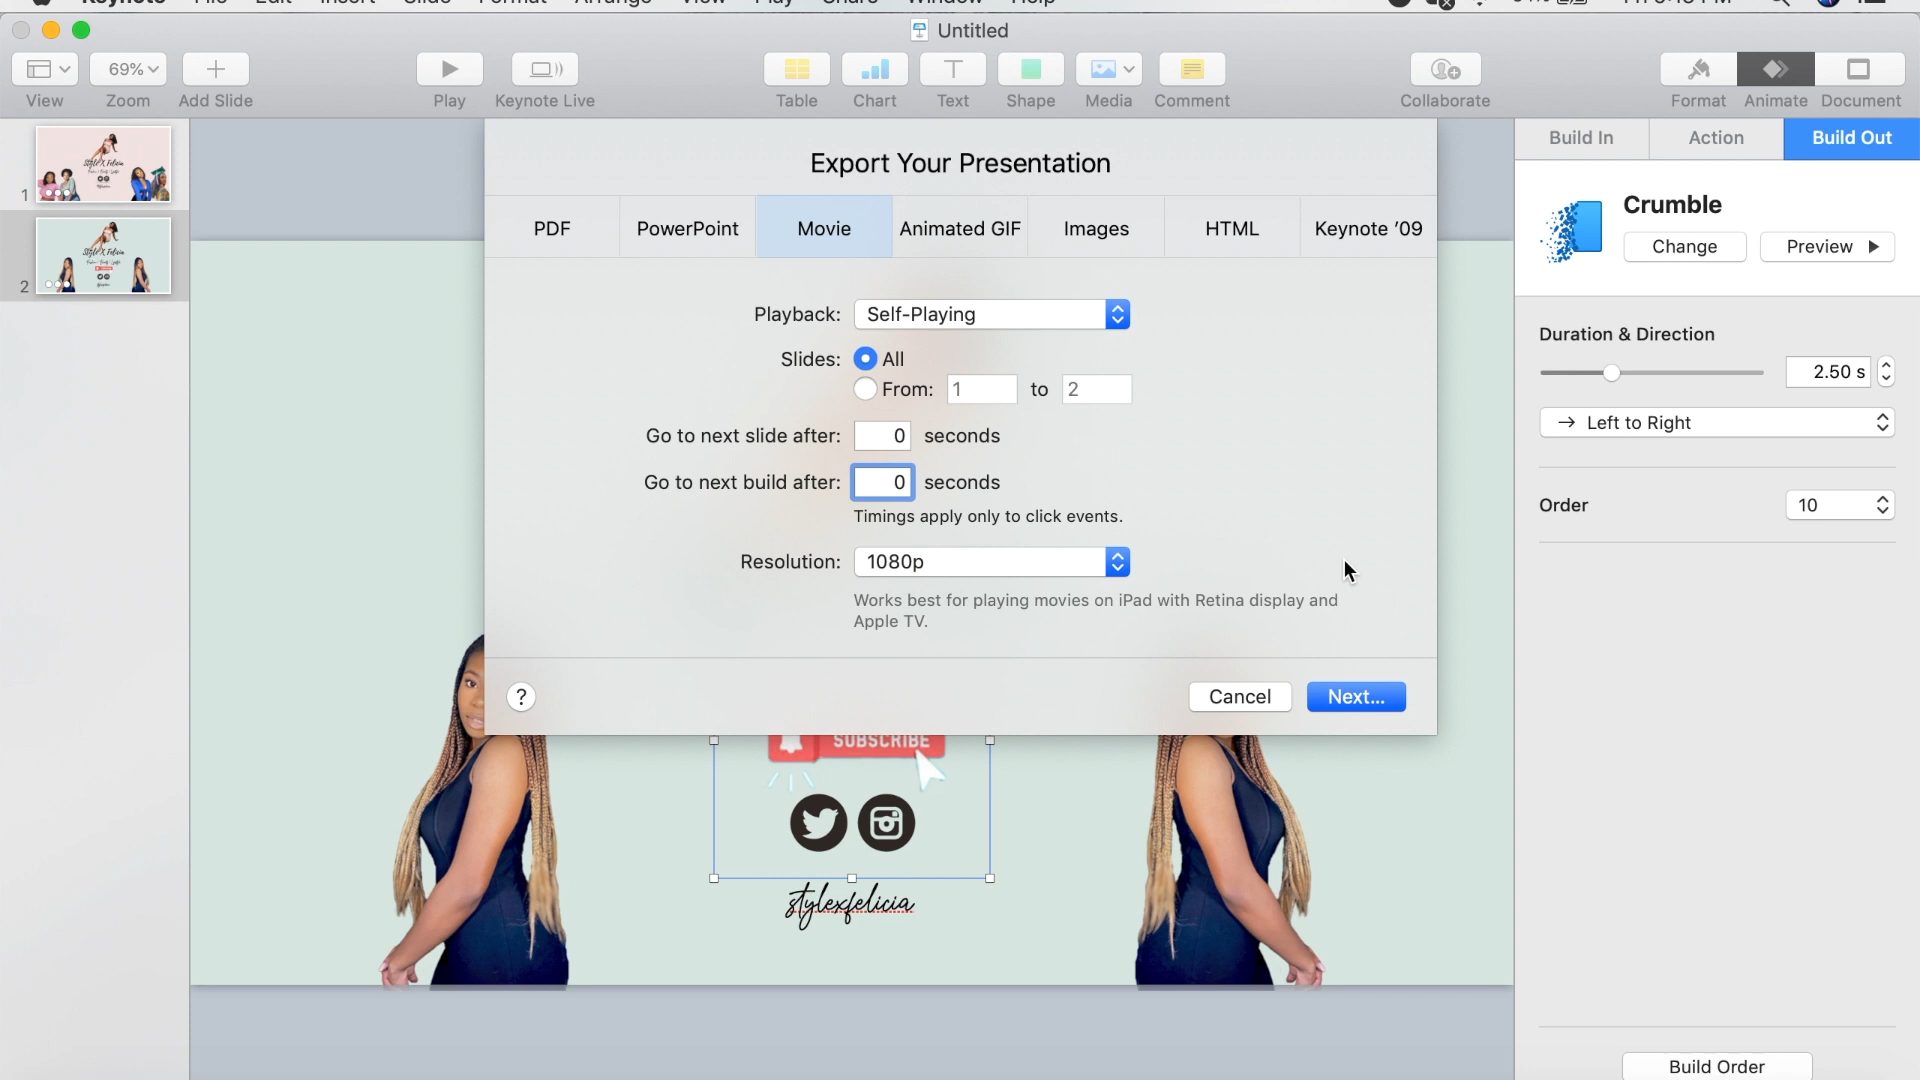 Untitled
69%
View Zoom Add Slide Play Keynote Live Table Chart Text Shape Media Comment Collaborate Format Animate Document
Build In Action Build Out
Export Your Presentation
PDF PowerPoint Movie Animated GIF Images HTML Keynote '09
Crumble
Change Preview
Playback: Self-Playing
Slides: All
From: 1 to 2
Duration & Direction
2.50 s
→ Left to Right
Go to next slide after: 0 seconds
Go to next build after: 0 seconds
Timings apply only to click events.
Order 10
Resolution: 1080p
Works best for playing movies on iPad with Retina display and
Apple TV.
? Cancel Next...
SUBSCRIBE
stylexfelicia
1
Style X Felicia
2
Style X Felicia
Build Order